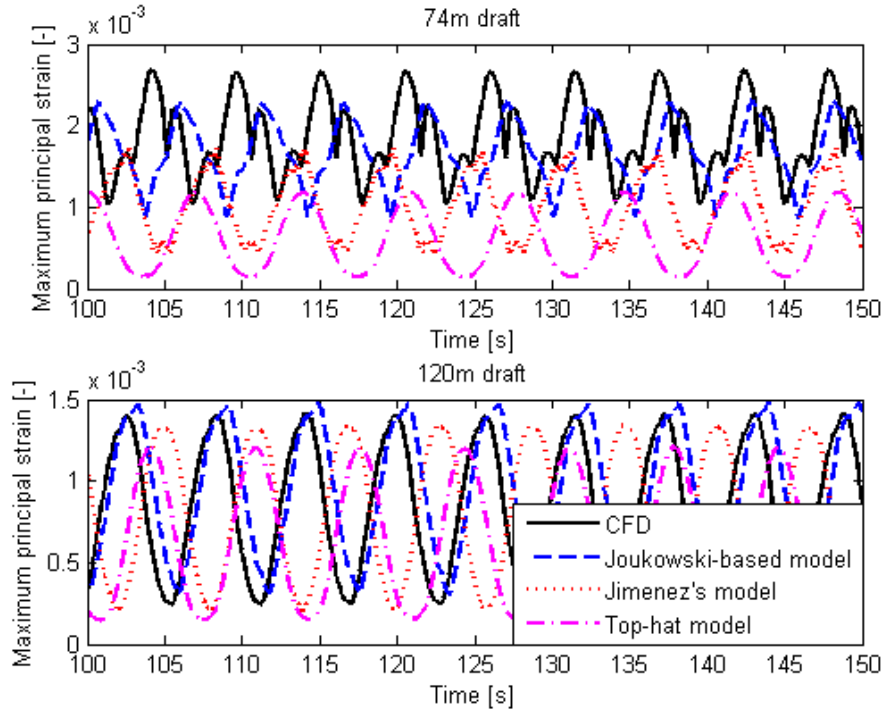 74m draft
x 10^-3
Maximum principal strain [-]
3
2
1
0
100 105 110 115 120 125 130 135 140 145 150
Time [s]
120m draft
x 10^-3
Maximum principal strain [-]
1.5
1
0.5
0
CFD
Joukowski-based model
Jimenez's model
Top-hat model
100 105 110 115 120 125 130 135 140 145 150
Time [s]